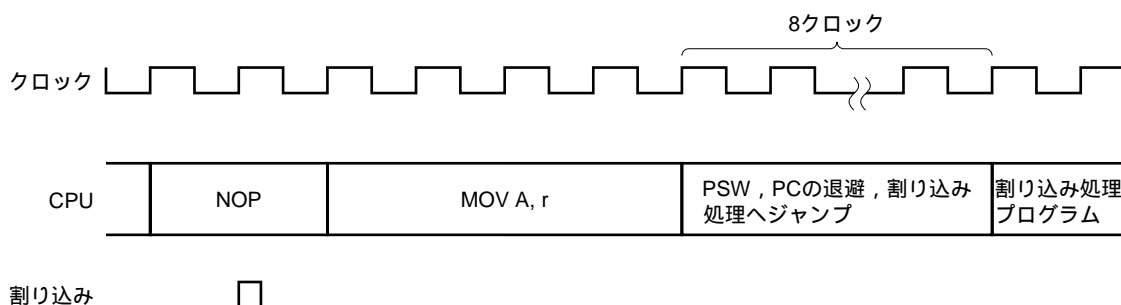 8クロック
クロック
CPU
NOP
MOV A, r
PSW，PCの退避，割り込み
処理へジャンプ
割り込み処理
プログラム
割り込み